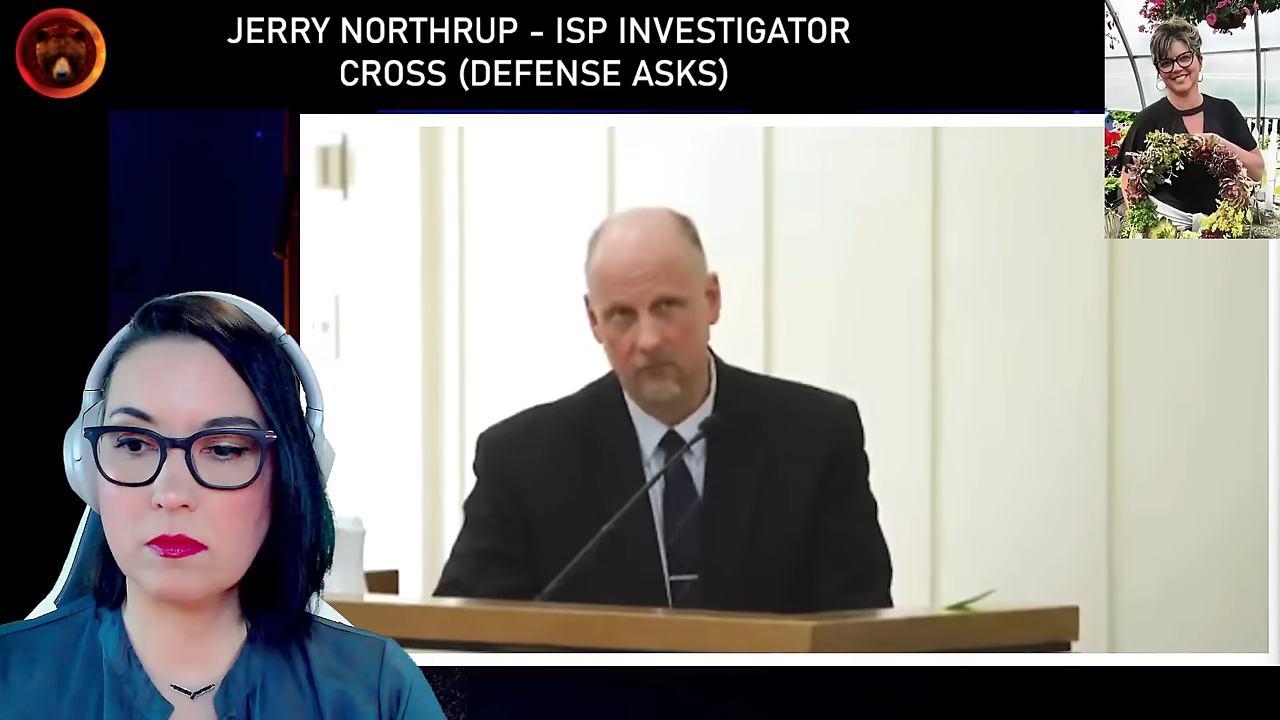 JERRY NORTHRUP - ISP INVESTIGATOR
CROSS (DEFENSE ASKS)